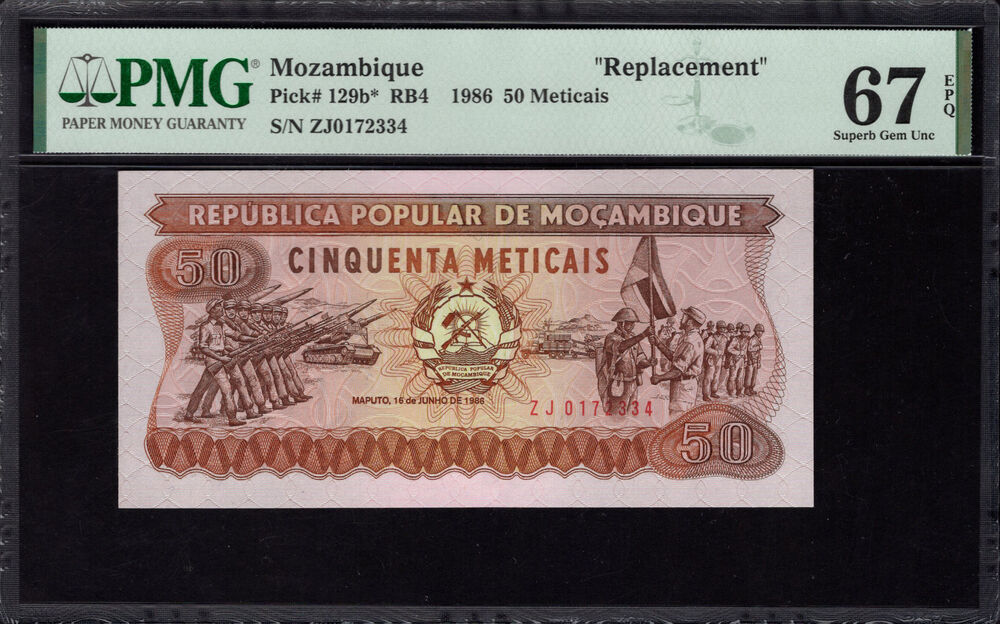 PMG®
PAPER MONEY GUARANTY
Mozambique
"Replacement"
Pick# 129b* RB4 1986 50 Meticais
S/N ZJ0172334
67
EPQ
Superb Gem Unc
REPÚBLICA POPULAR DE MOÇAMBIQUE
50
CINQUENTA METICAIS
REPÚBLICA POPULAR
DE MOÇAMBIQUE
MAPUTO, 16 de JUNHO DE 1986
ZJ 0172334
50